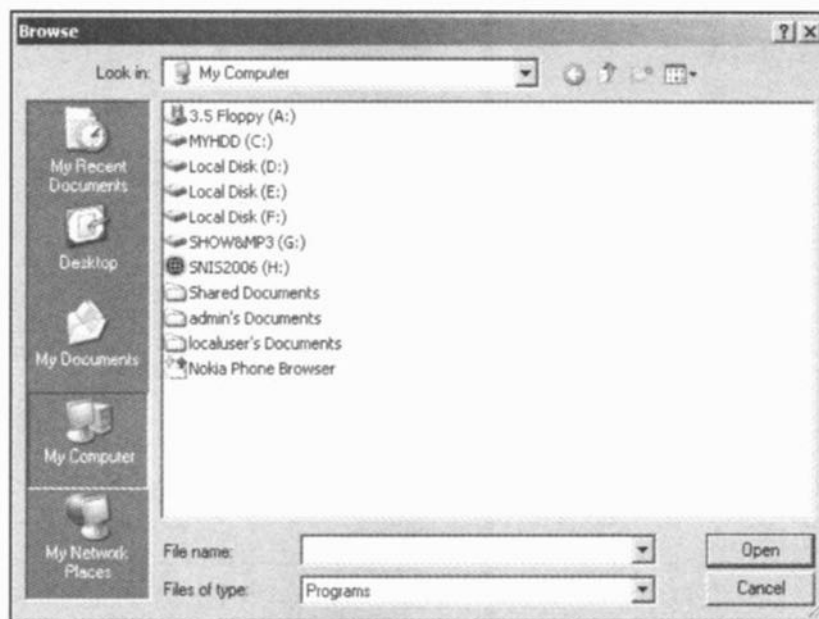 Browse
Look in:
My Computer
My Recent
Documents
Desktop
My Documents
My Computer
My Network
Places
3.5 Floppy (A:)
MYHDD (C:)
Local Disk (D:)
Local Disk (E:)
Local Disk (F:)
SHOW&MP3 (G:)
SNIS2006 (H:)
Shared Documents
admin's Documents
localuser's Documents
Nokia Phone Browser
File name:
Open
Files of type:
Programs
Cancel